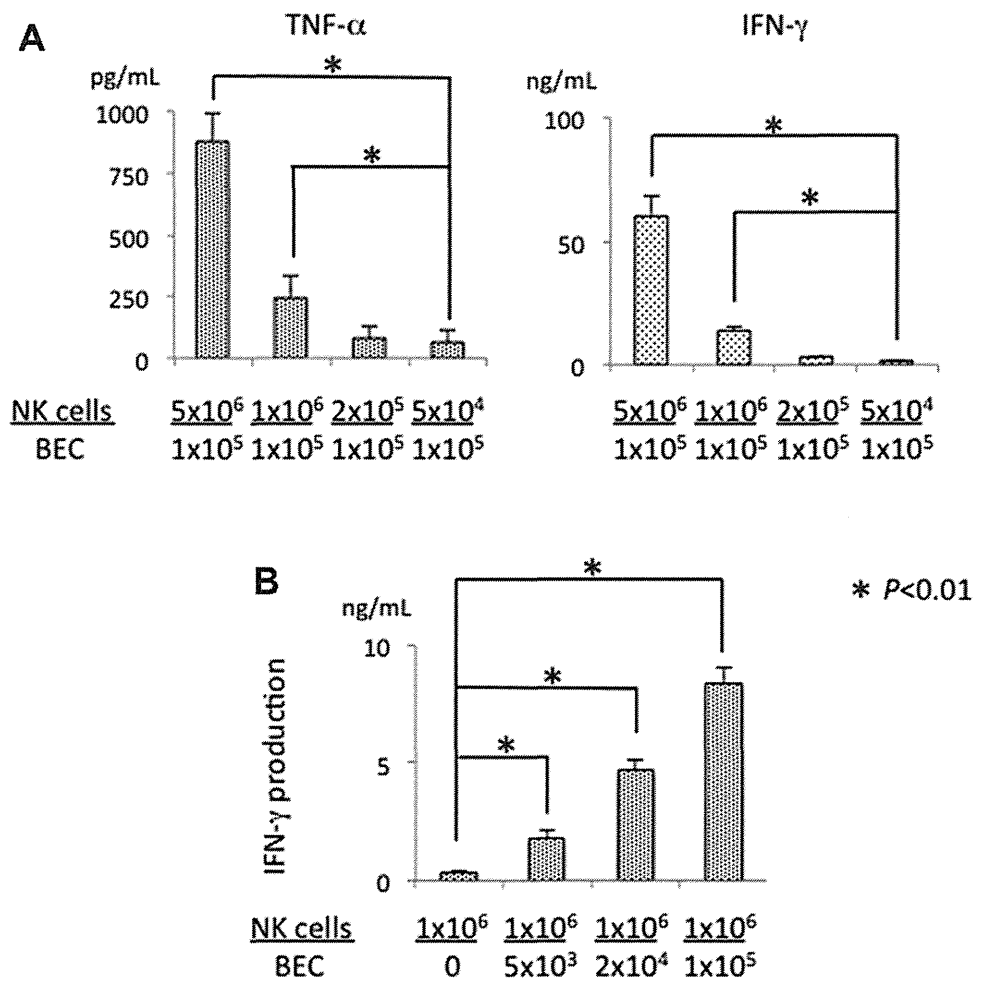 A
TNF-α
IFN-γ
pg/mL
ng/mL
*
*
*
*
1000
750
500
250
0
100
50
0
NK cells 5x10⁶ 1x10⁶ 2x10⁵ 5x10⁴
BEC 1x10⁵ 1x10⁵ 1x10⁵ 1x10⁵
5x10⁶ 1x10⁶ 2x10⁵ 5x10⁴
1x10⁵ 1x10⁵ 1x10⁵ 1x10⁵
B
* P<0.01
ng/mL
*
*
*
IFN-γ production
10
5
0
NK cells 1x10⁶ 1x10⁶ 1x10⁶ 1x10⁶
BEC 0 5x10³ 2x10⁴ 1x10⁵